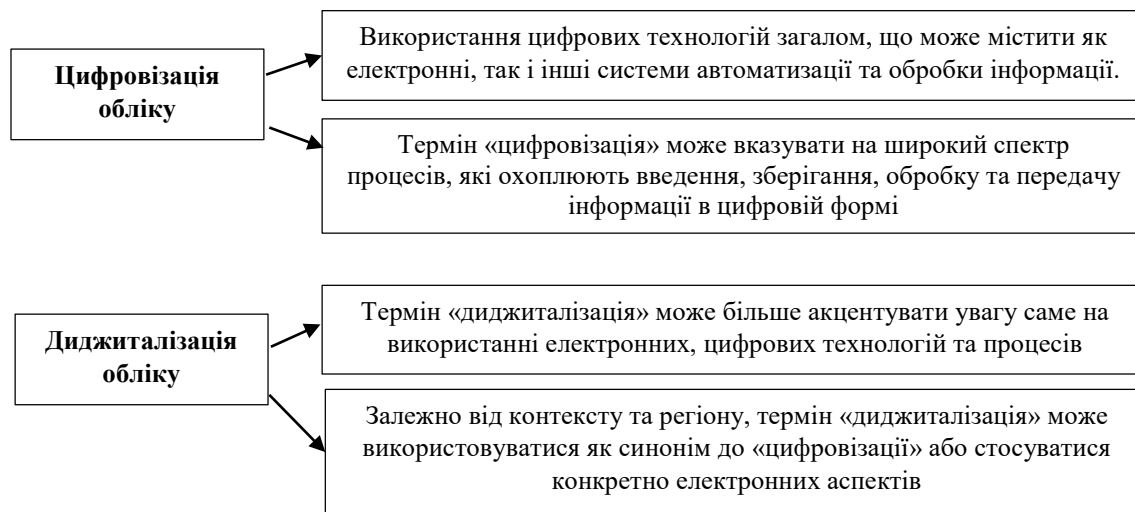 Цифровізація
обліку
Використання цифрових технологій загалом, що може містити як
електронні, так і інші системи автоматизації та обробки інформації.
Термін «цифровізація» може вказувати на широкий спектр
процесів, які охоплюють введення, зберігання, обробку та передачу
інформації в цифровій формі
Диджиталізація
обліку
Термін «диджиталізація» може більше акцентувати увагу саме на
використанні електронних, цифрових технологій та процесів
Залежно від контексту та регіону, термін «диджиталізація» може
використовуватися як синонім до «цифровізації» або стосуватися
конкретно електронних аспектів